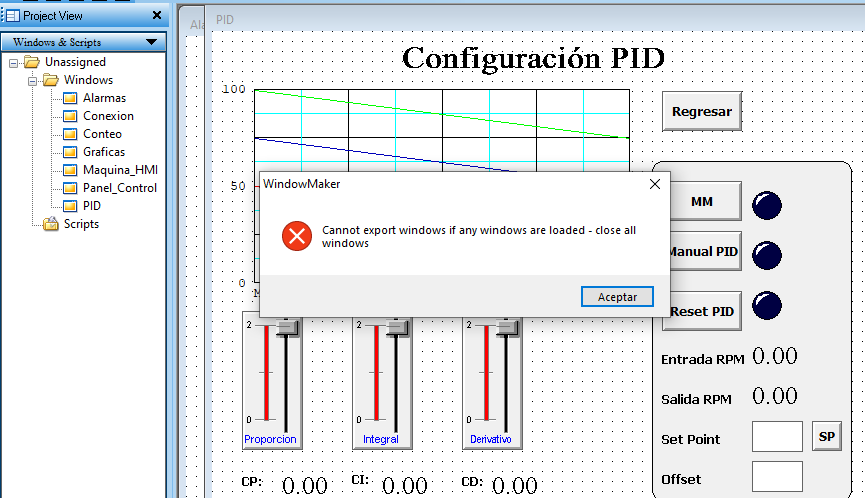 Project View
Windows & Scripts
Unassigned
Windows
Alarmas
Conexion
Conteo
Graficas
Maquina_HMI
Panel_Control
PID
Scripts
PID
Configuración PID
100
50
0
Regresar
WindowMaker
Cannot export windows if any windows are loaded - close all
windows
Aceptar
MM
Manual PID
Reset PID
2
0
Proporcion
2
0
Integral
2
0
Derivativo
Entrada RPM 0.00
Salida RPM 0.00
Set Point
SP
Offset
CP: 0.00
CI: 0.00
CD: 0.00